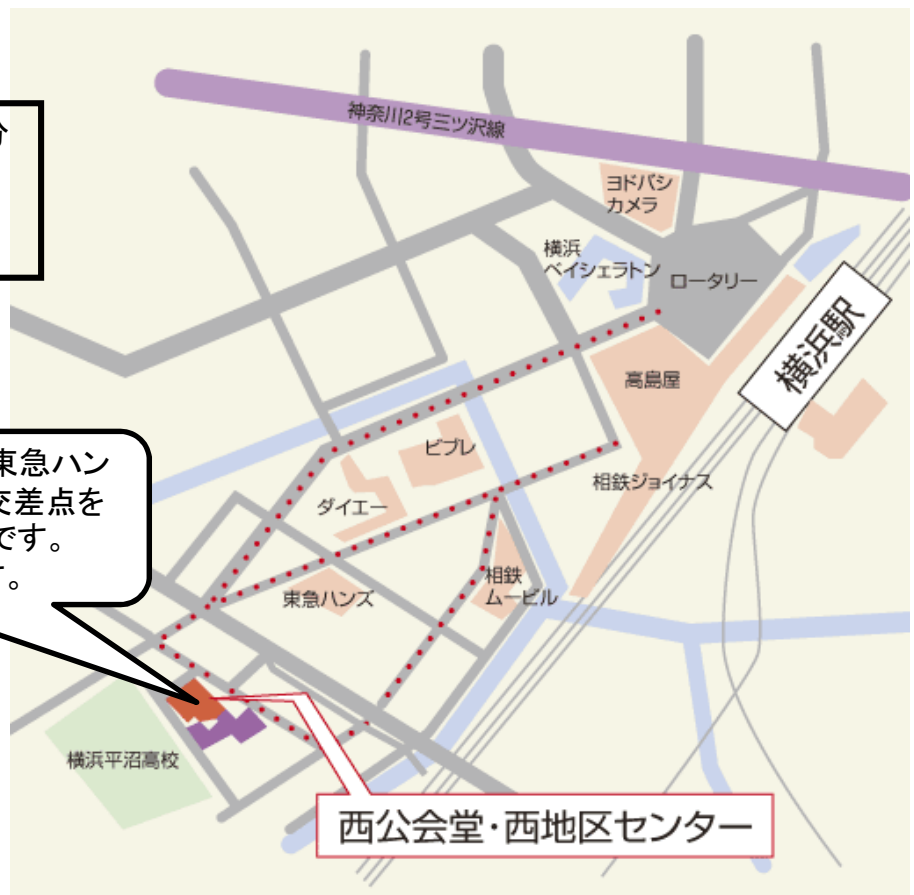 神奈川2号三ツ沢線
分
ヨドバシ
カメラ
横浜
ベイシェラトン
ロータリー
横浜駅
高島屋
東急ハン
交差点を
です。
す。
ビブレ
相鉄ジョイナス
ダイエー
相鉄
ムービル
東急ハンズ
横浜平沼高校
西公会堂・西地区センター